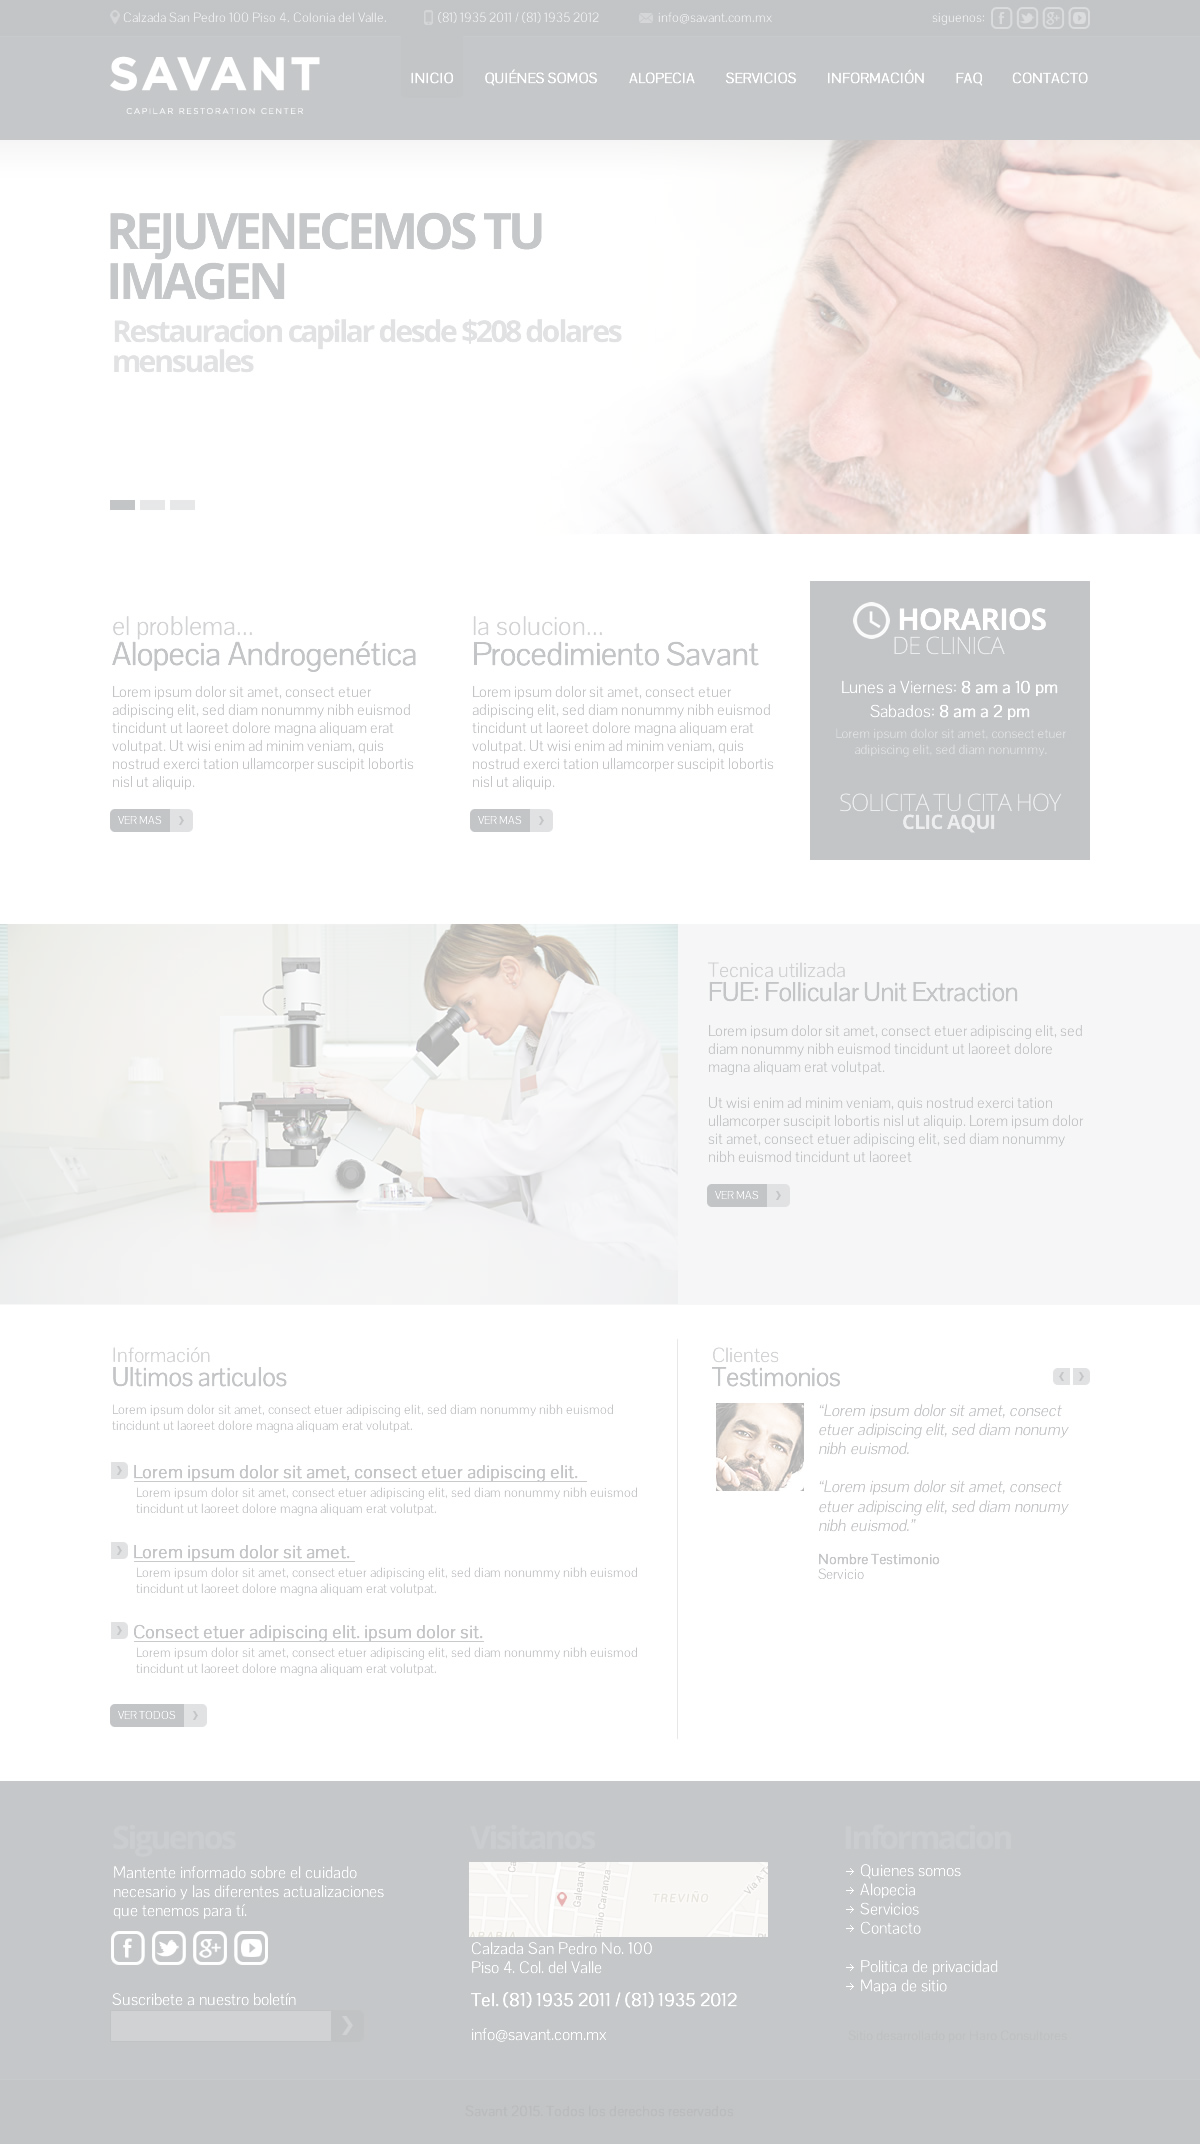 Calzada San Pedro 100 Piso 4. Colonia del Valle.
(81) 1935 2011 / (81) 1935 2012
info@savant.com.mx
siguenos:
SAVANT
CAPILAR RESTORATION CENTER
INICIO QUIÉNES SOMOS ALOPECIA SERVICIOS INFORMACIÓN FAQ CONTACTO
REJUVENECEMOS TU
IMAGEN
Restauracion capilar desde $208 dolares
mensuales
el problema...
Alopecia Androgenética
Lorem ipsum dolor sit amet, consect etuer
adipiscing elit, sed diam nonummy nibh euismod
tincidunt ut laoreet dolore magna aliquam erat
volutpat. Ut wisi enim ad minim veniam, quis
nostrud exerci tation ullamcorper suscipit lobortis
nisl ut aliquip.
VER MAS
la solucion...
Procedimiento Savant
Lorem ipsum dolor sit amet, consect etuer
adipiscing elit, sed diam nonummy nibh euismod
tincidunt ut laoreet dolore magna aliquam erat
volutpat. Ut wisi enim ad minim veniam, quis
nostrud exerci tation ullamcorper suscipit lobortis
nisl ut aliquip.
VER MAS
HORARIOS
DE CLINICA
Lunes a Viernes: 8 am a 10 pm
Sabados: 8 am a 2 pm
Lorem ipsum dolor sit amet, consect etuer
adipiscing elit, sed diam nonummy.
SOLICITA TU CITA HOY
CLIC AQUI
Tecnica utilizada
FUE: Follicular Unit Extraction
Lorem ipsum dolor sit amet, consect etuer adipiscing elit, sed
diam nonummy nibh euismod tincidunt ut laoreet dolore
magna aliquam erat volutpat.
Ut wisi enim ad minim veniam, quis nostrud exerci tation
ullamcorper suscipit lobortis nisl ut aliquip. Lorem ipsum dolor
sit amet, consect etuer adipiscing elit, sed diam nonummy
nibh euismod tincidunt ut laoreet
VER MAS
Información
Ultimos articulos
Lorem ipsum dolor sit amet, consect etuer adipiscing elit, sed diam nonummy nibh euismod
tincidunt ut laoreet dolore magna aliquam erat volutpat.
Lorem ipsum dolor sit amet, consect etuer adipiscing elit.
Lorem ipsum dolor sit amet, consect etuer adipiscing elit, sed diam nonummy nibh euismod
tincidunt ut laoreet dolore magna aliquam erat volutpat.
Lorem ipsum dolor sit amet.
Lorem ipsum dolor sit amet, consect etuer adipiscing elit, sed diam nonummy nibh euismod
tincidunt ut laoreet dolore magna aliquam erat volutpat.
Consect etuer adipiscing elit. ipsum dolor sit.
Lorem ipsum dolor sit amet, consect etuer adipiscing elit, sed diam nonummy nibh euismod
tincidunt ut laoreet dolore magna aliquam erat volutpat.
VER TODOS
Clientes
Testimonios
“Lorem ipsum dolor sit amet, consect
etuer adipiscing elit, sed diam nonumy
nibh euismod.
“Lorem ipsum dolor sit amet, consect
etuer adipiscing elit, sed diam nonumy
nibh euismod.”
Nombre Testimonio
Servicio
Siguenos
Mantente informado sobre el cuidado
necesario y las diferentes actualizaciones
que tenemos para tí.
Suscribete a nuestro boletín
Visitanos
Galeana
Emilio Carranza
TREVIÑO
Calzada San Pedro No. 100
Piso 4. Col. del Valle
Tel. (81) 1935 2011 / (81) 1935 2012
info@savant.com.mx
Informacion
Quienes somos
Alopecia
Servicios
Contacto
Politica de privacidad
Mapa de sitio
Sitio desarrollado por Haro Consultores
Savant 2015. Todos los derechos reservados